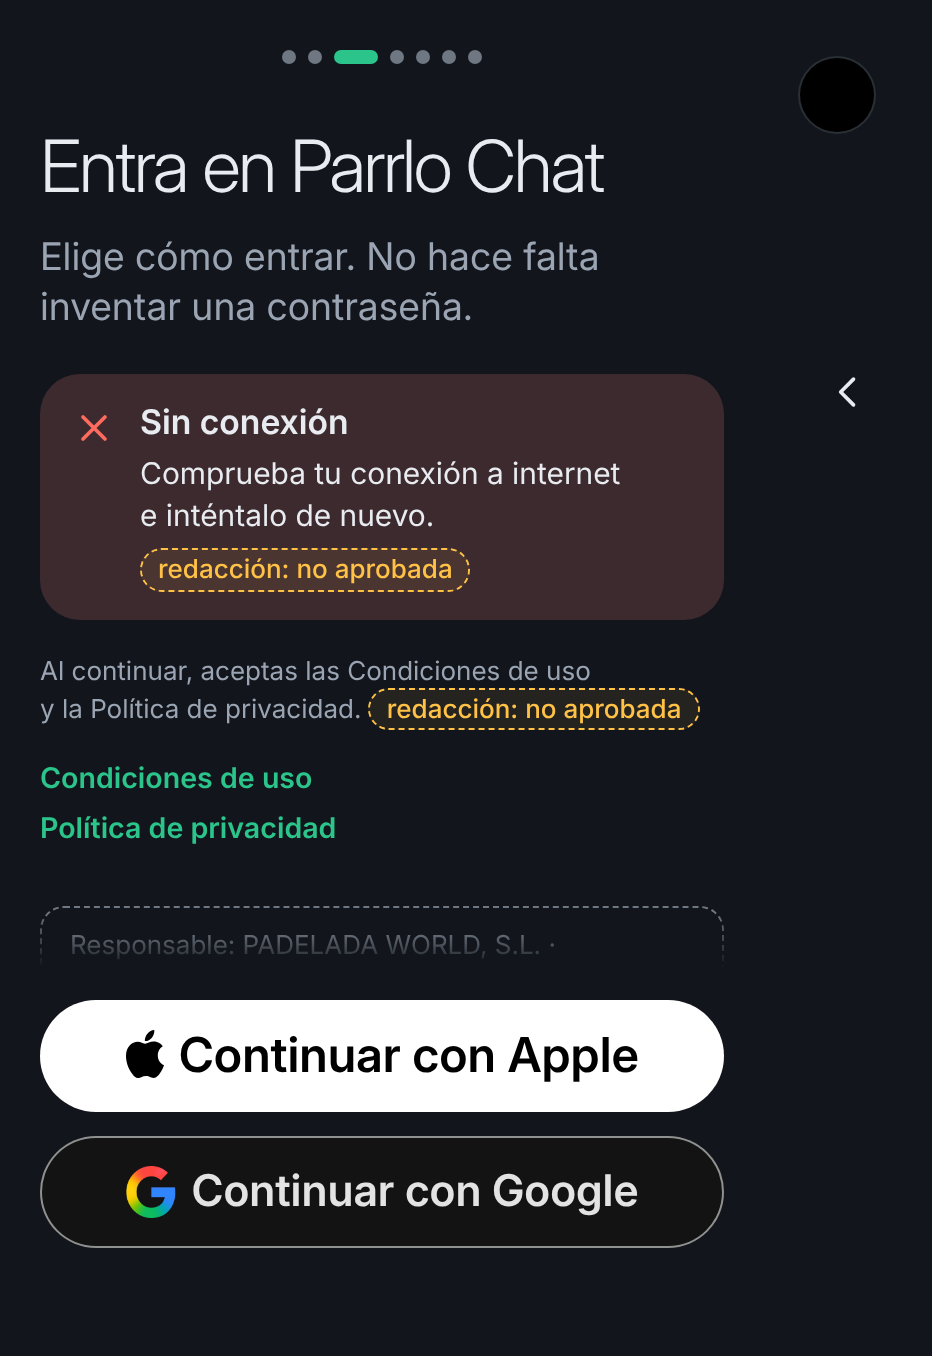 Entra en Parrlo Chat
Elige cómo entrar. No hace falta
inventar una contraseña.
Sin conexión
Comprueba tu conexión a internet
e inténtalo de nuevo.
redacción: no aprobada
Al continuar, aceptas las Condiciones de uso
y la Política de privacidad. redacción: no aprobada
Condiciones de uso
Política de privacidad
Responsable: PADELADA WORLD, S.L. ·
Continuar con Apple
Continuar con Google